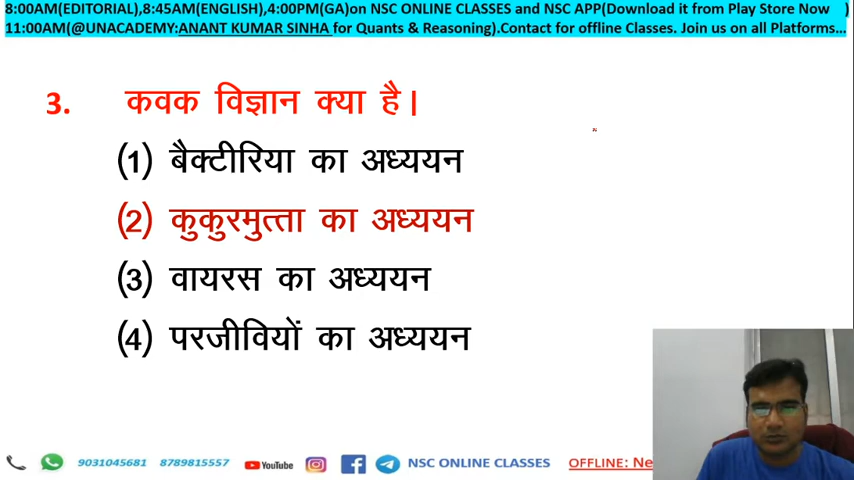 8:00AM(EDITORIAL),8:45AM(ENGLISH),4:00PM(GA)on NSC ONLINE CLASSES and NSC APP(Download it from Play Store Now )
11:00AM(@UNACADEMY:ANANT KUMAR SINHA for Quants & Reasoning).Contact for offline Classes. Join us on all Platforms...
3. कवक विज्ञान क्या है।
(1) बैक्टीरिया का अध्ययन
(2) कुकुरमुत्ता का अध्ययन
(3) वायरस का अध्ययन
(4) परजीवियों का अध्ययन
9031045681 8789815557 YouTube NSC ONLINE CLASSES OFFLINE: Ne